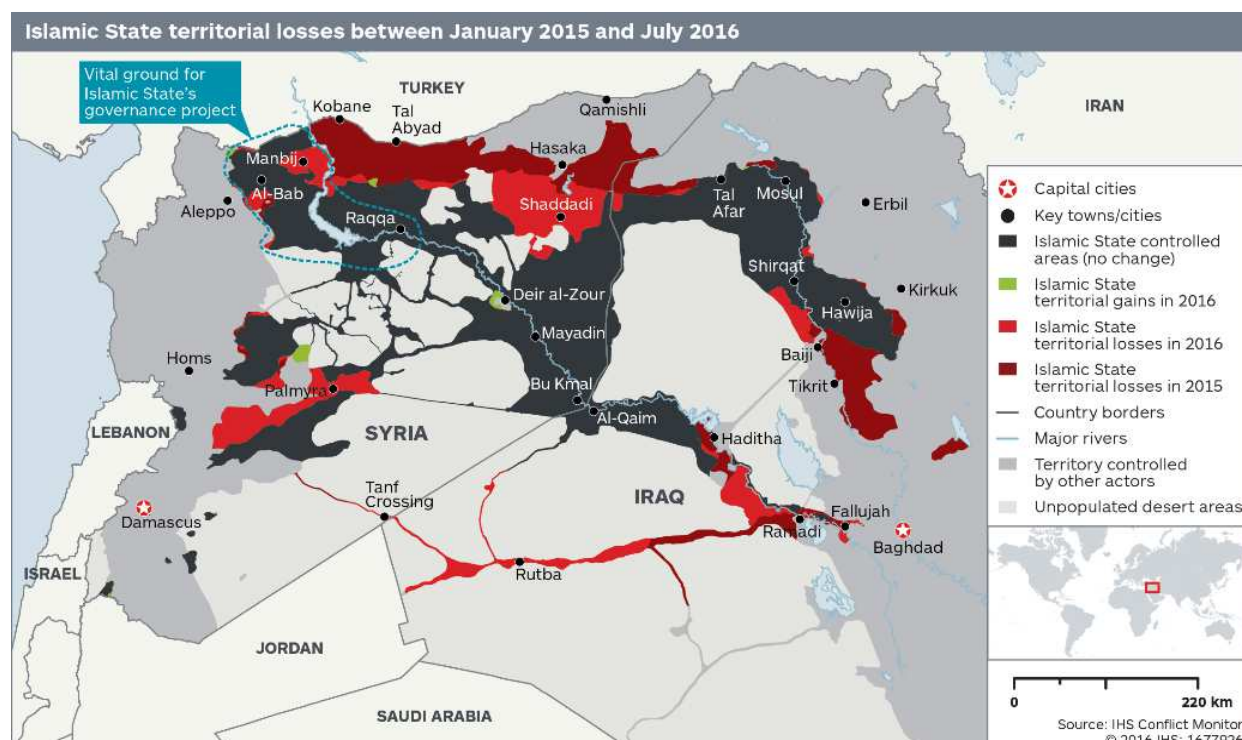 Islamic State territorial losses between January 2015 and July 2016
Vital ground for
Islamic State's
governance project
TURKEY
IRAN
Kobane
Tal
Abyad
Qamishli
Hasaka
Manbij
Al-Bab
Aleppo
Raqqa
Shaddadi
Tal
Afar
Mosul
Erbil
Shirqat
Kirkuk
Hawija
Deir al-Zour
Mayadin
Homs
Baiji
Tikrit
Palmyra
Bu Kmal
Al-Qaim
LEBANON
SYRIA
Haditha
IRAQ
Tanf
Crossing
Damascus
Ramadi
Fallujah
Baghdad
ISRAEL
Rutba
JORDAN
SAUDI ARABIA
Capital cities
Key towns/cities
Islamic State controlled
areas (no change)
Islamic State
territorial gains in 2016
Islamic State
territorial losses in 2016
Islamic State
territorial losses in 2015
Country borders
Major rivers
Territory controlled
by other actors
Unpopulated desert areas
0
220 km
Source: IHS Conflict Monitor
© 2016 IHS: